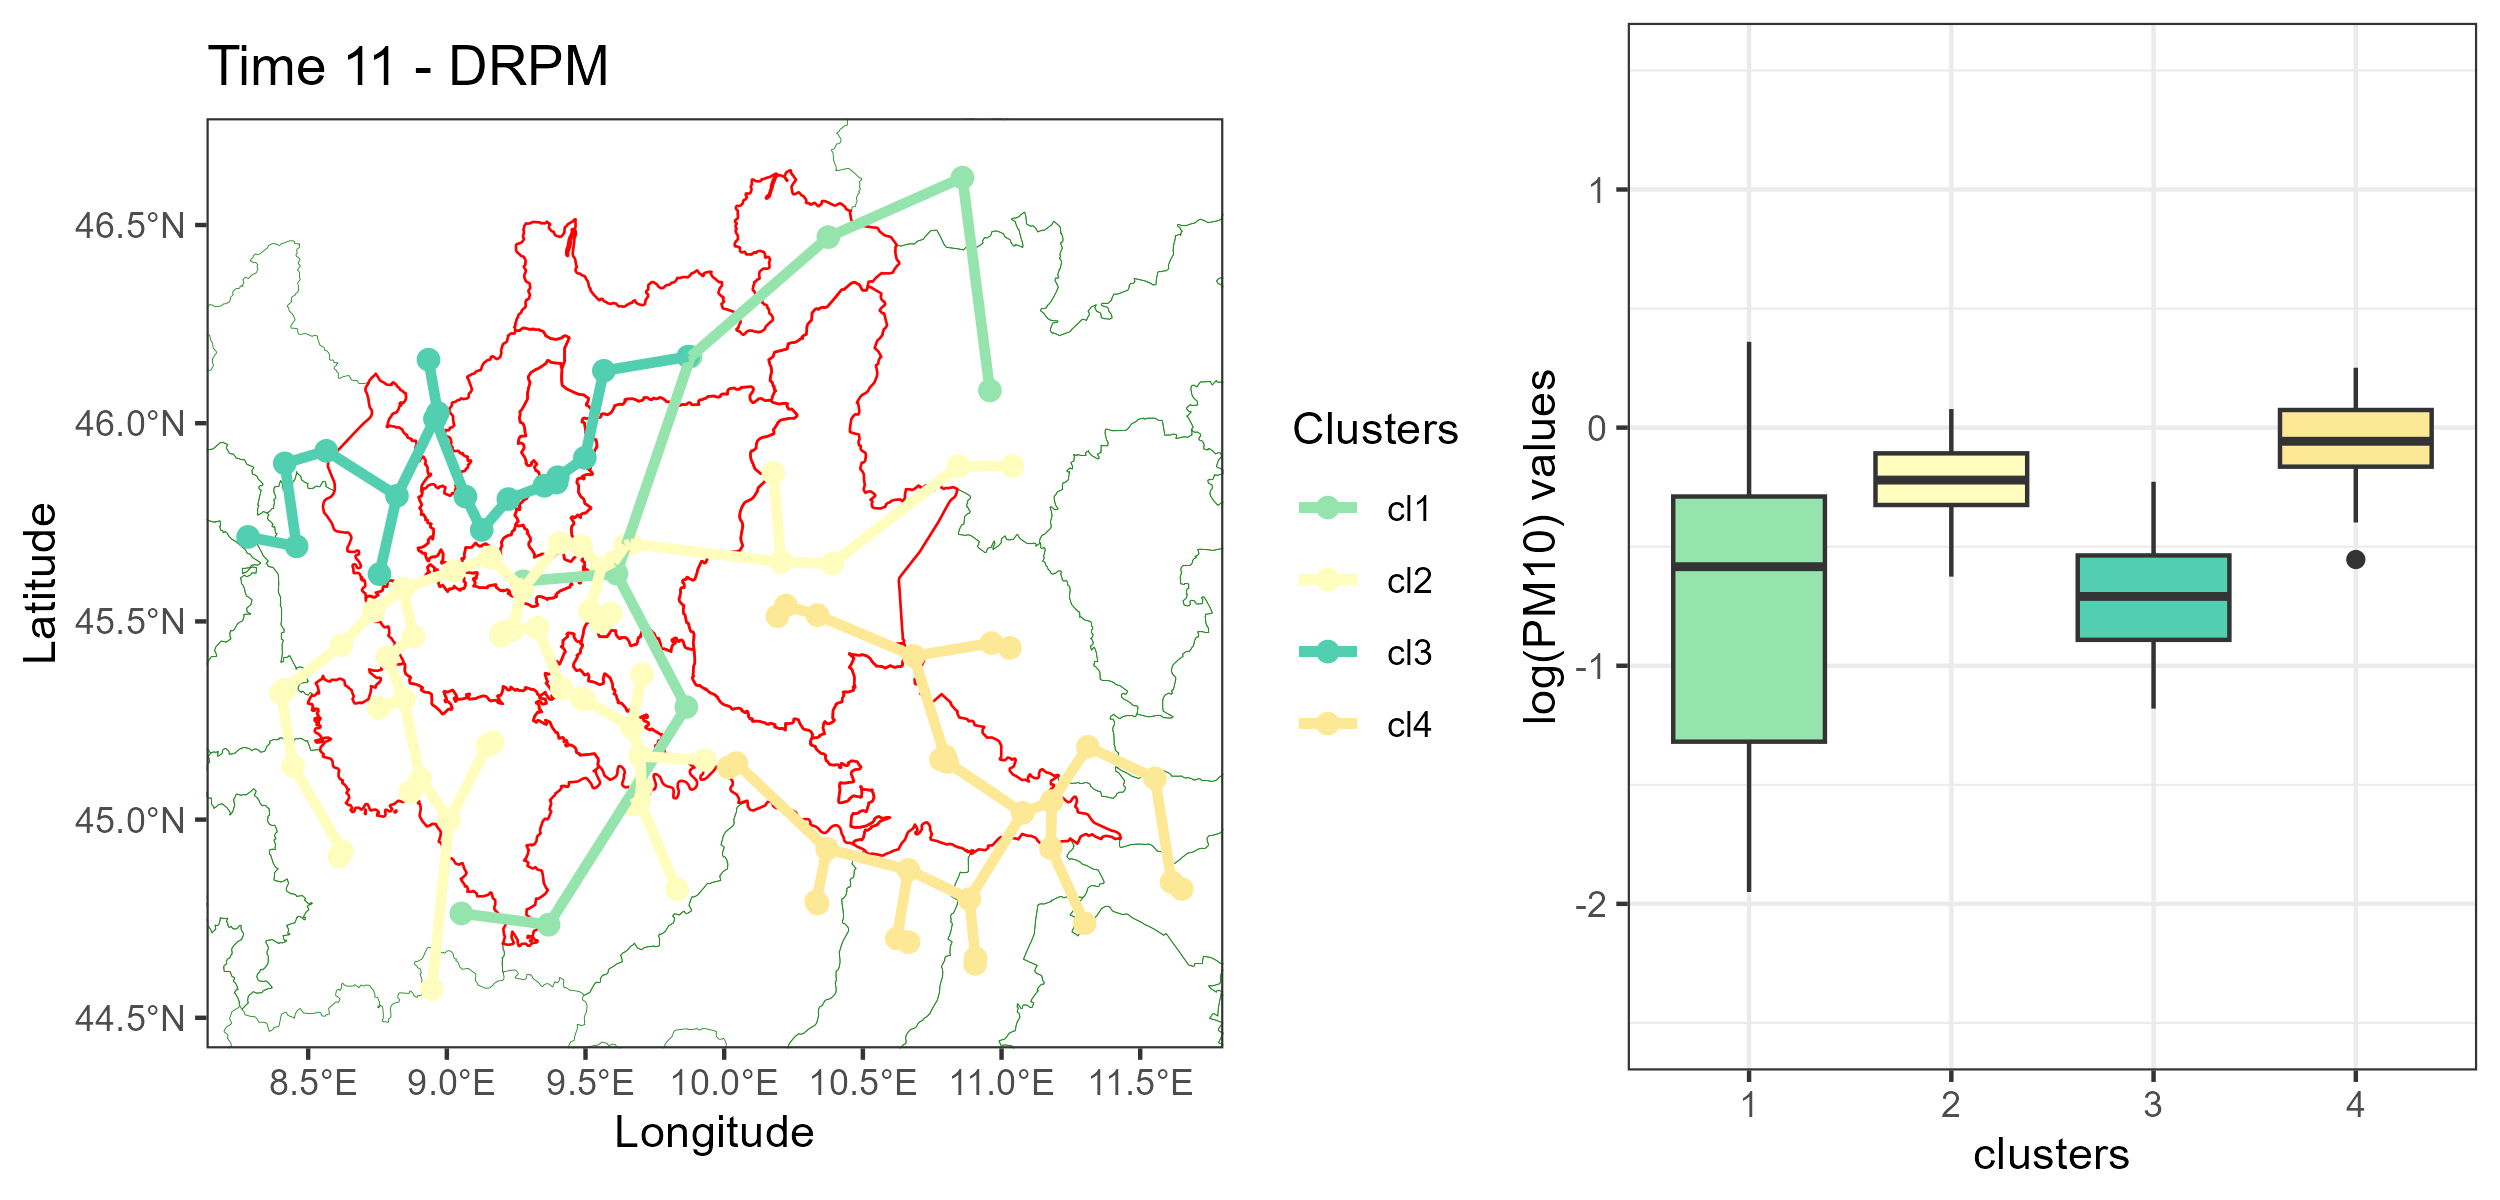 Time 11 - DRPM
46.5°N
46.0°N
45.5°N
45.0°N
44.5°N
Latitude
8.5°E 9.0°E 9.5°E 10.0°E 10.5°E 11.0°E 11.5°E
Longitude
Clusters
cl1
cl2
cl3
cl4
log(PM10) values
1
0
-1
-2
1 2 3 4
clusters